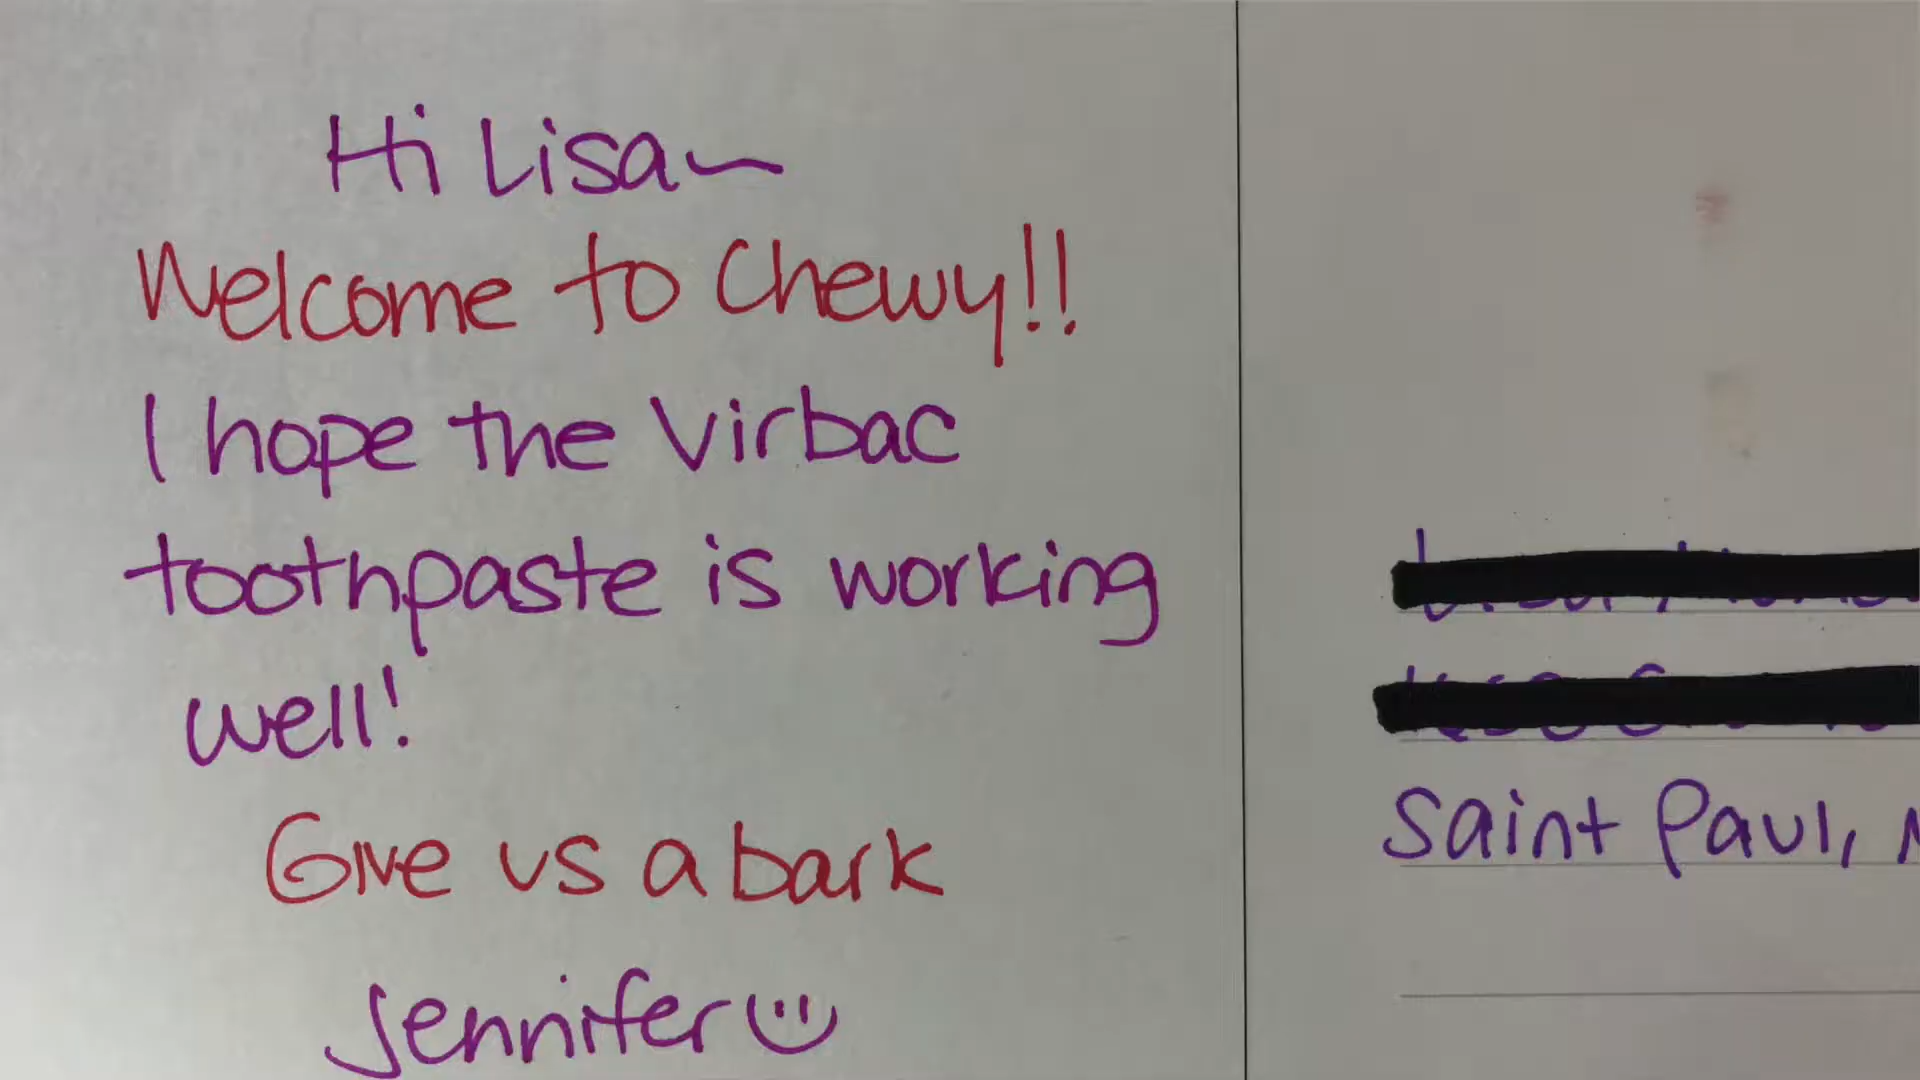 Hi Lisa~
Welcome to Chewy!!
I hope the Virbac
toothpaste is working
well!
Give us a bark
Jennifer
Saint Paul,